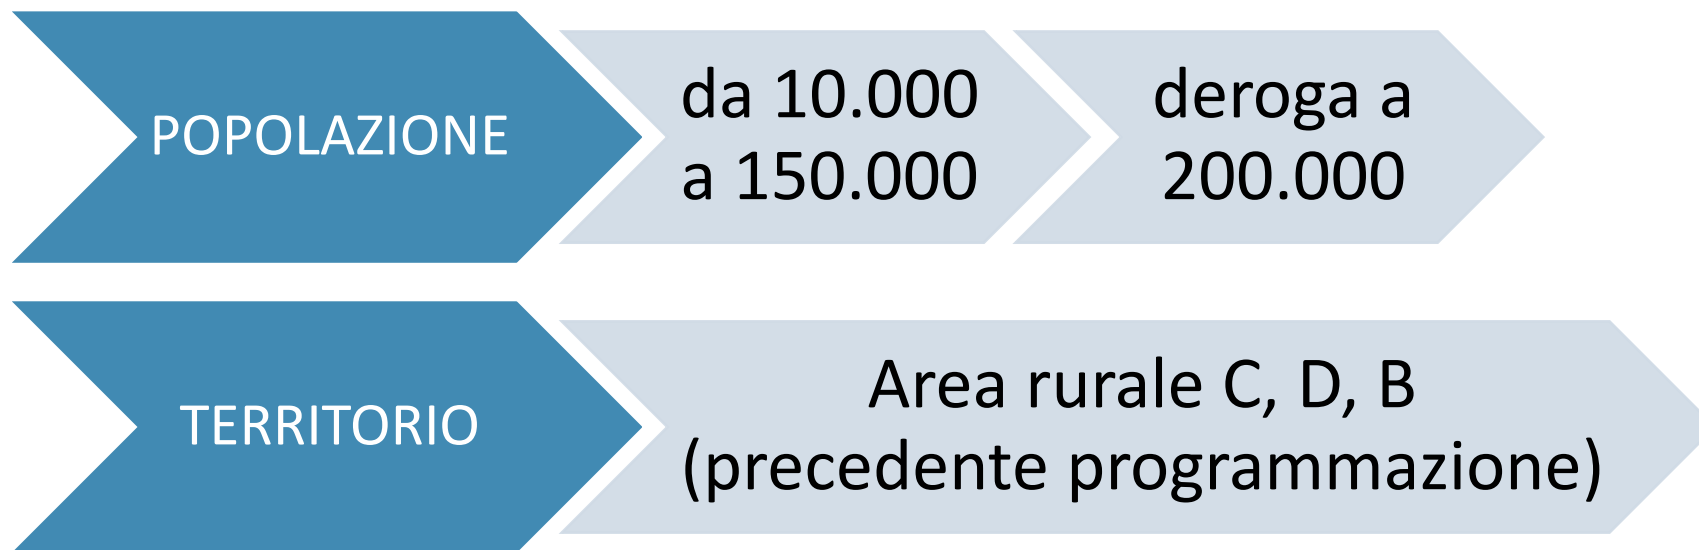 POPOLAZIONE
da 10.000
a 150.000
deroga a
200.000
TERRITORIO
Area rurale C, D, B
(precedente programmazione)